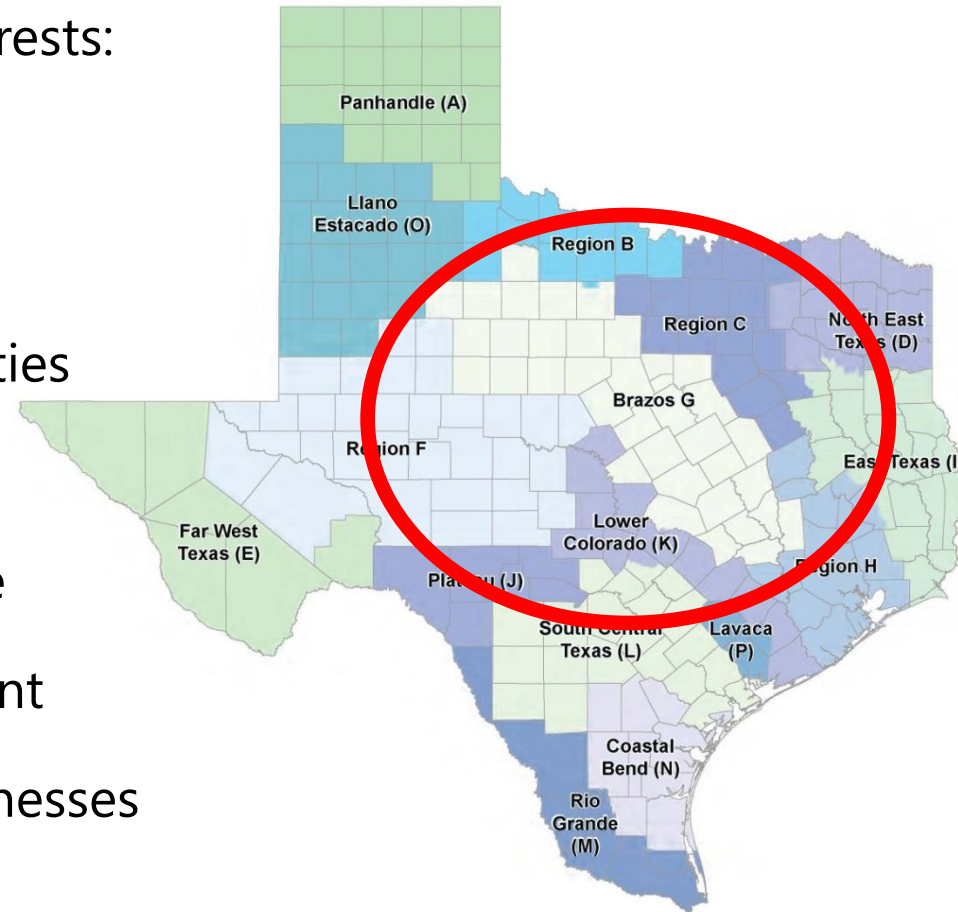 rests:
ties
e
nt
nesses
Panhandle (A)
Llano
Estacado (O)
Region B
Region C
North East
Texas (D)
Brazos G
Region F
East Texas (I
Far West
Texas (E)
Lower
Colorado (K)
Region H
Plateau (J)
South Central
Texas (L)
Lavaca
(P)
Coastal
Bend (N)
Rio
Grande
(M)